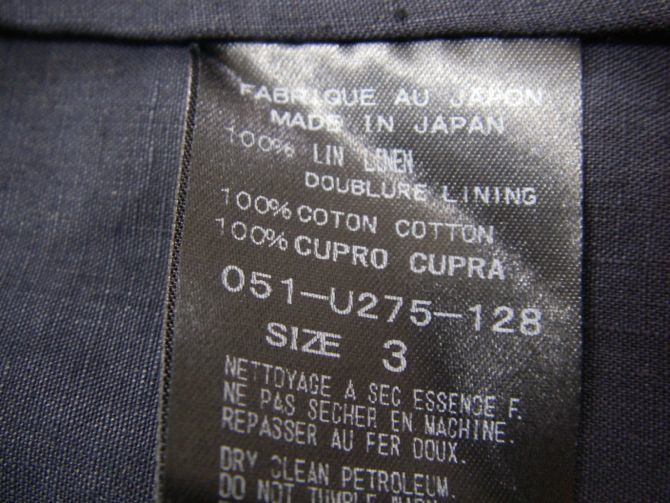 FABRIQUE AU JAPON
MADE IN JAPAN
100% LIN LINEN
DOUBLURE LINING
100% COTON COTTON
100% CUPRO CUPRA
051-U275-128
SIZE 3
NETTOYAGE A SEC ESSENCE F.
NE PAS SECHER EN MACHINE.
REPASSER AU FER DOUX.
DRY CLEAN PETROLEUM.
DO NOT TUMBLE